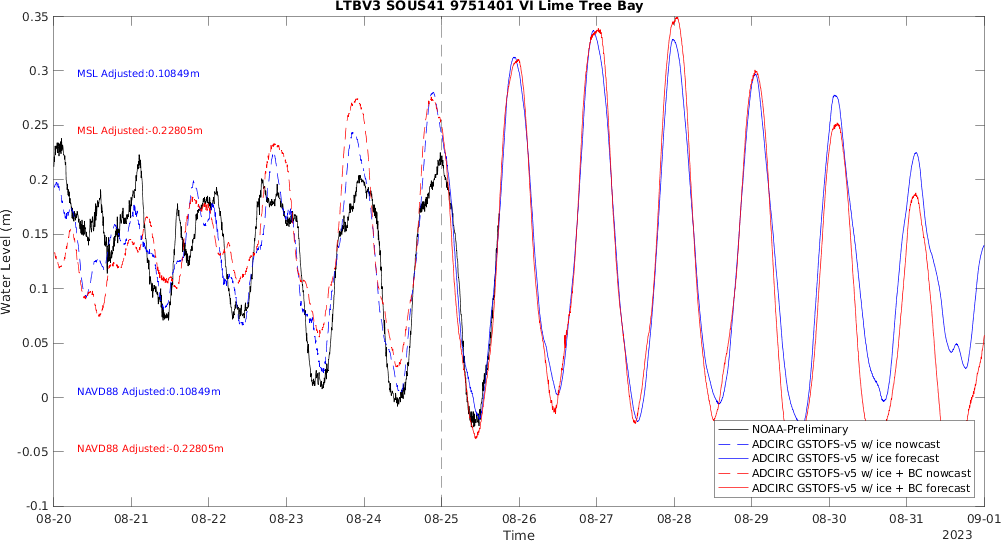 LTBV3 SOUS41 9751401 VI Lime Tree Bay
0.35
0.3
0.25
0.2
0.15
0.1
0.05
0
-0.05
-0.1
Water Level (m)
MSL Adjusted:0.10849m
MSL Adjusted:-0.22805m
NAVD88 Adjusted:0.10849m
NAVD88 Adjusted:-0.22805m
NOAA-Preliminary
ADCIRC GSTOFS-v5 w/ ice nowcast
ADCIRC GSTOFS-v5 w/ ice forecast
ADCIRC GSTOFS-v5 w/ ice + BC nowcast
ADCIRC GSTOFS-v5 w/ ice + BC forecast
08-20 08-21 08-22 08-23 08-24 08-25 08-26 08-27 08-28 08-29 08-30 08-31 09-01
Time
2023